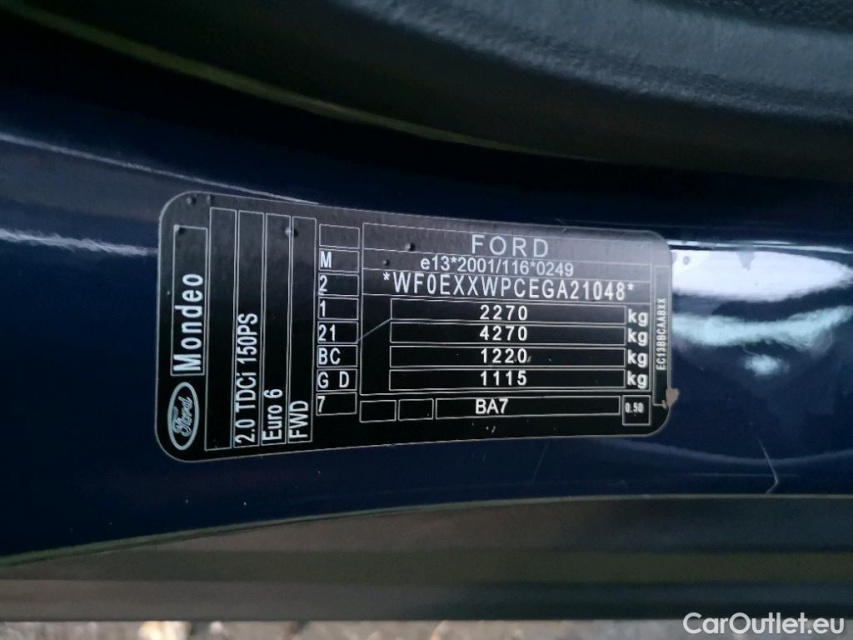 Ford
Mondeo
2.0 TDCi 150PS
Euro 6
FWD
M
2
1
21
BC
G D
7
FORD
e13*2001/116*0249
*WF0EXXWPCEGA21048*
2270 kg
4270 kg
1220 kg
1115 kg
BA7
0.50
EC13BBCAABXX
CarOutlet.eu